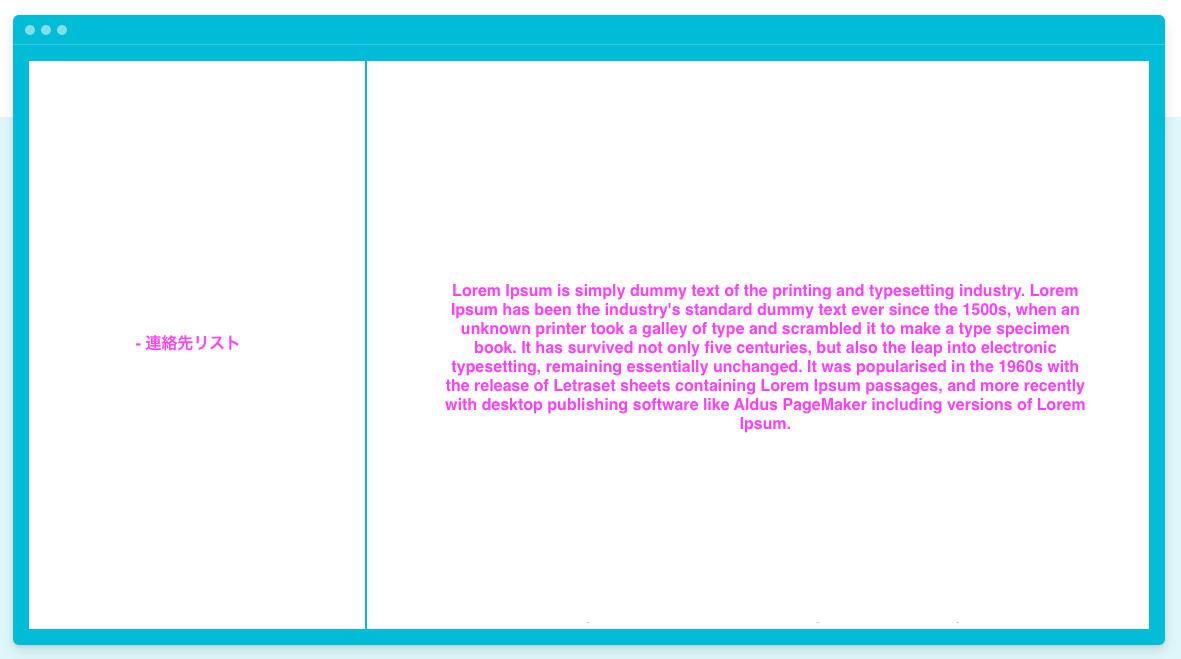 - 連絡先リスト
Lorem Ipsum is simply dummy text of the printing and typesetting industry. Lorem
Ipsum has been the industry's standard dummy text ever since the 1500s, when an
unknown printer took a galley of type and scrambled it to make a type specimen
book. It has survived not only five centuries, but also the leap into electronic
typesetting, remaining essentially unchanged. It was popularised in the 1960s with
the release of Letraset sheets containing Lorem Ipsum passages, and more recently
with desktop publishing software like Aldus PageMaker including versions of Lorem
Ipsum.